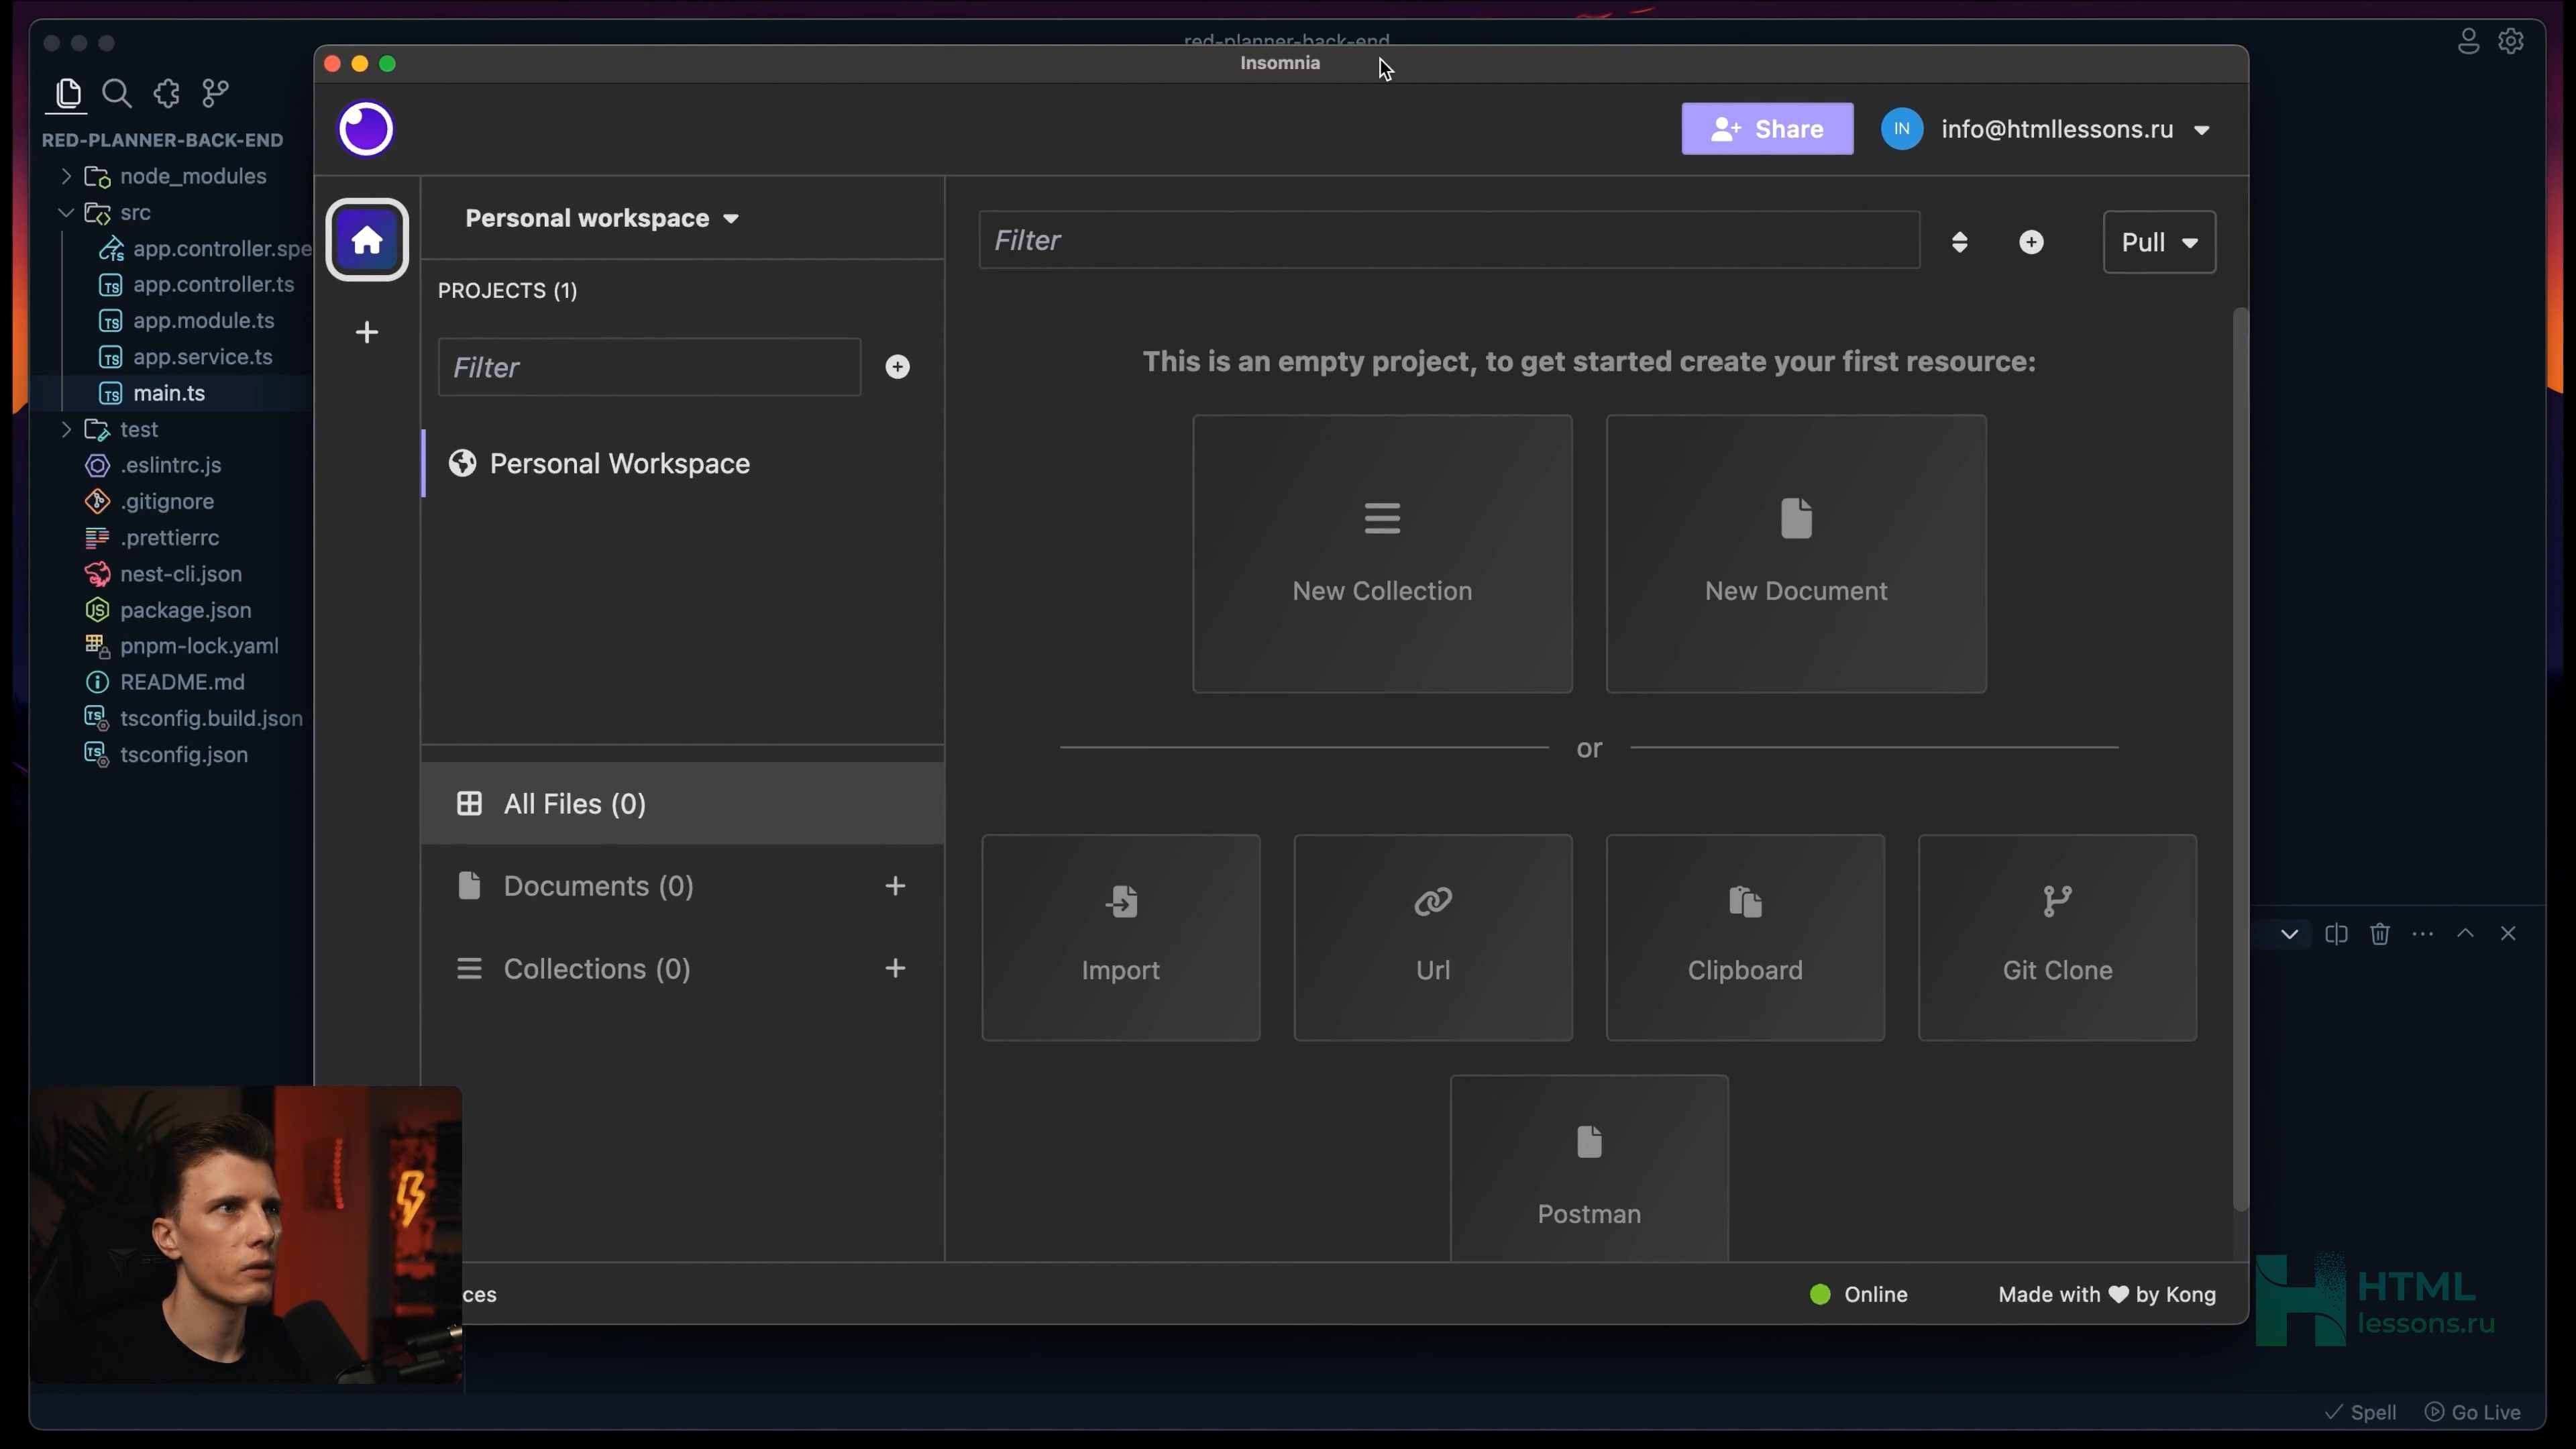 red-planner-back-end
Insomnia
RED-PLANNER-BACK-END
node_modules
src
app.controller.spe
app.controller.ts
app.module.ts
app.service.ts
main.ts
test
.eslintrc.js
.gitignore
.prettierrc
nest-cli.json
package.json
pnpm-lock.yaml
README.md
tsconfig.build.json
tsconfig.json
Share
IN
info@htmllessons.ru
Personal workspace
PROJECTS (1)
Filter
Personal Workspace
All Files (0)
Documents (0)
Collections (0)
Filter
Pull
This is an empty project, to get started create your first resource:
New Collection
New Document
or
Import
Url
Clipboard
Git Clone
Postman
ces
Online
Made with ♥ by Kong
HTML
lessons.ru
Spell
Go Live